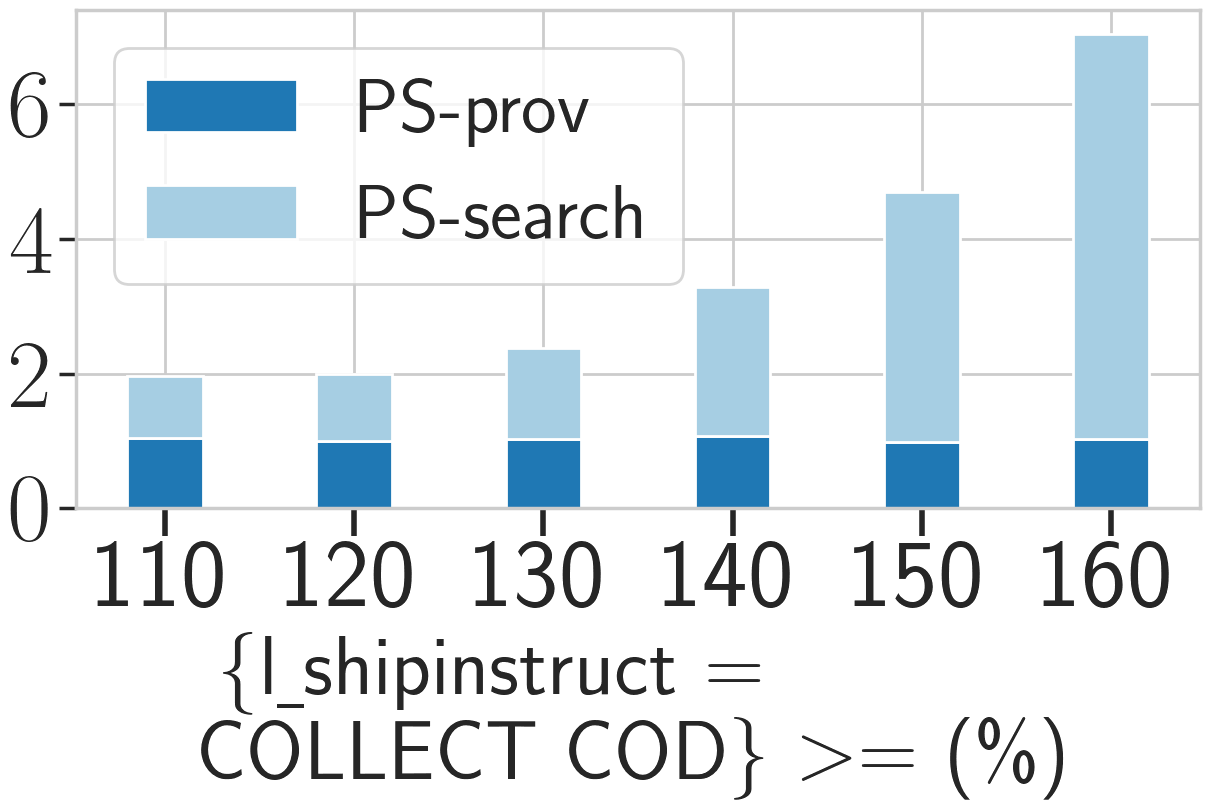 6
4
2
0
PS-prov
PS-search
110 120 130 140 150 160
{l_shipinstruct =
COLLECT COD} >= (%)